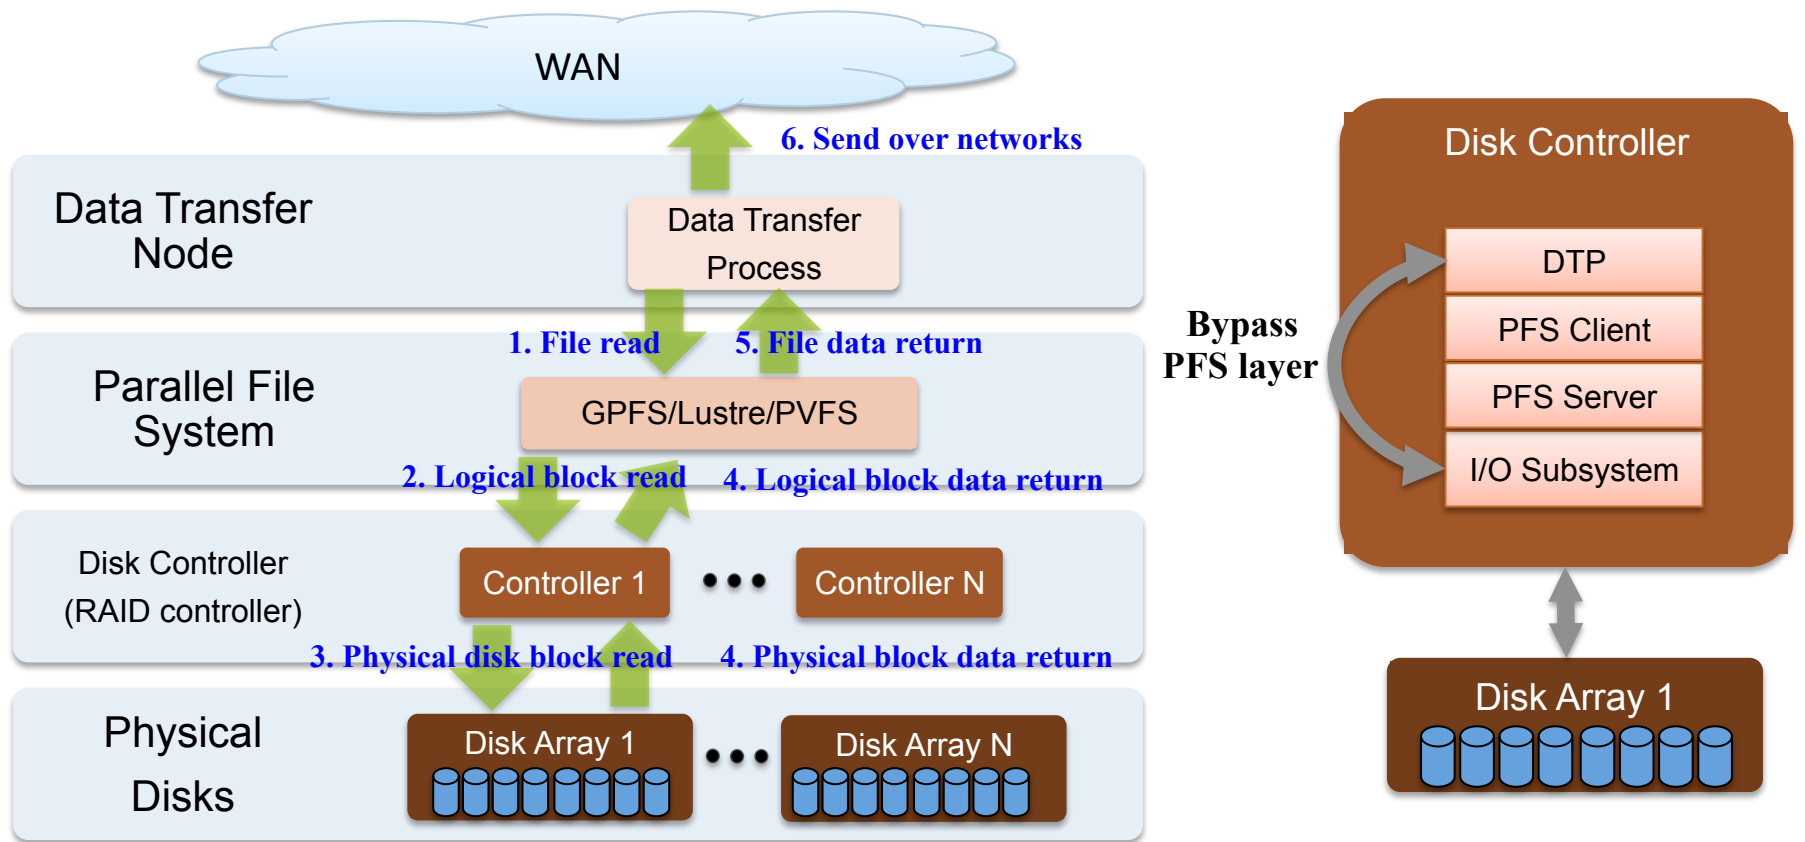 WAN
6. Send over networks
Data Transfer
Node
Data Transfer
Process
1. File read
5. File data return
Parallel File
System
GPFS/Lustre/PVFS
2. Logical block read
4. Logical block data return
Disk Controller
(RAID controller)
Controller 1
Controller N
3. Physical disk block read
4. Physical block data return
Physical
Disks
Disk Array 1
Disk Array N
Disk Controller
DTP
PFS Client
PFS Server
I/O Subsystem
Bypass
PFS layer
Disk Array 1